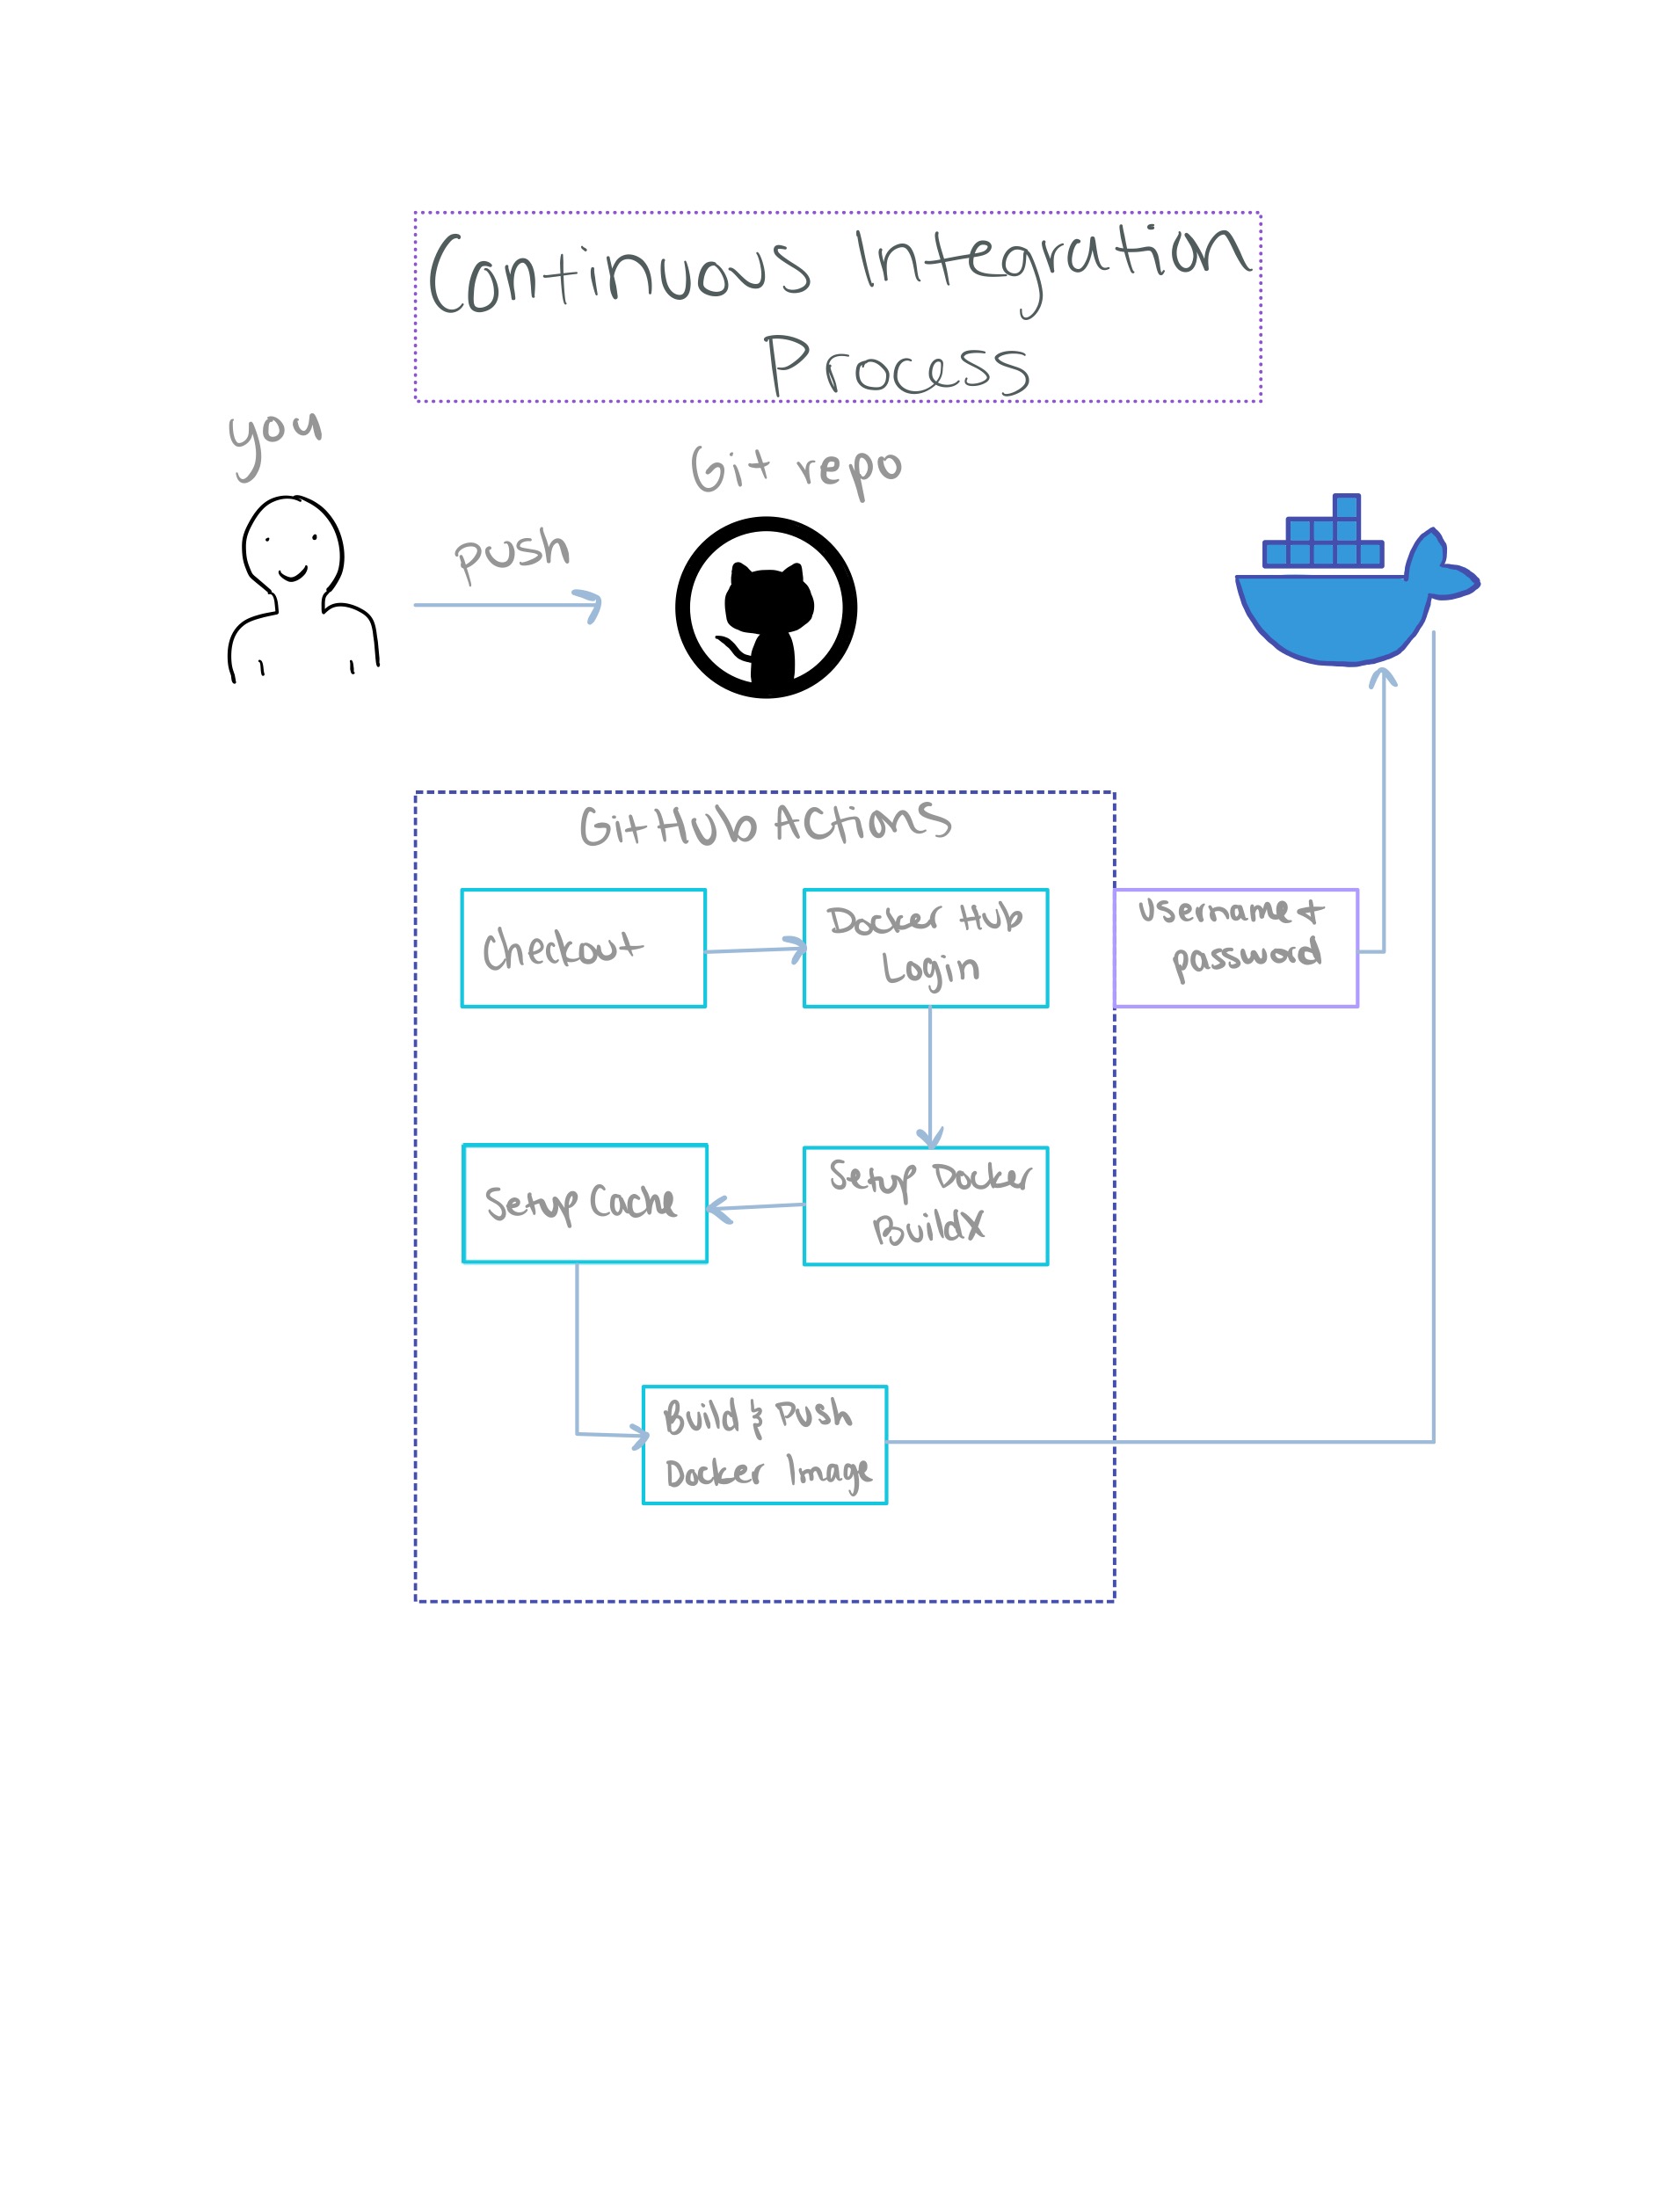 Continuous Integration
Process
you
Git repo
push
GitHub Actions
Checkout
Docker Hub
Login
username +
password
Setup Cache
Setup Docker
BuildX
Build & Push
Docker Image